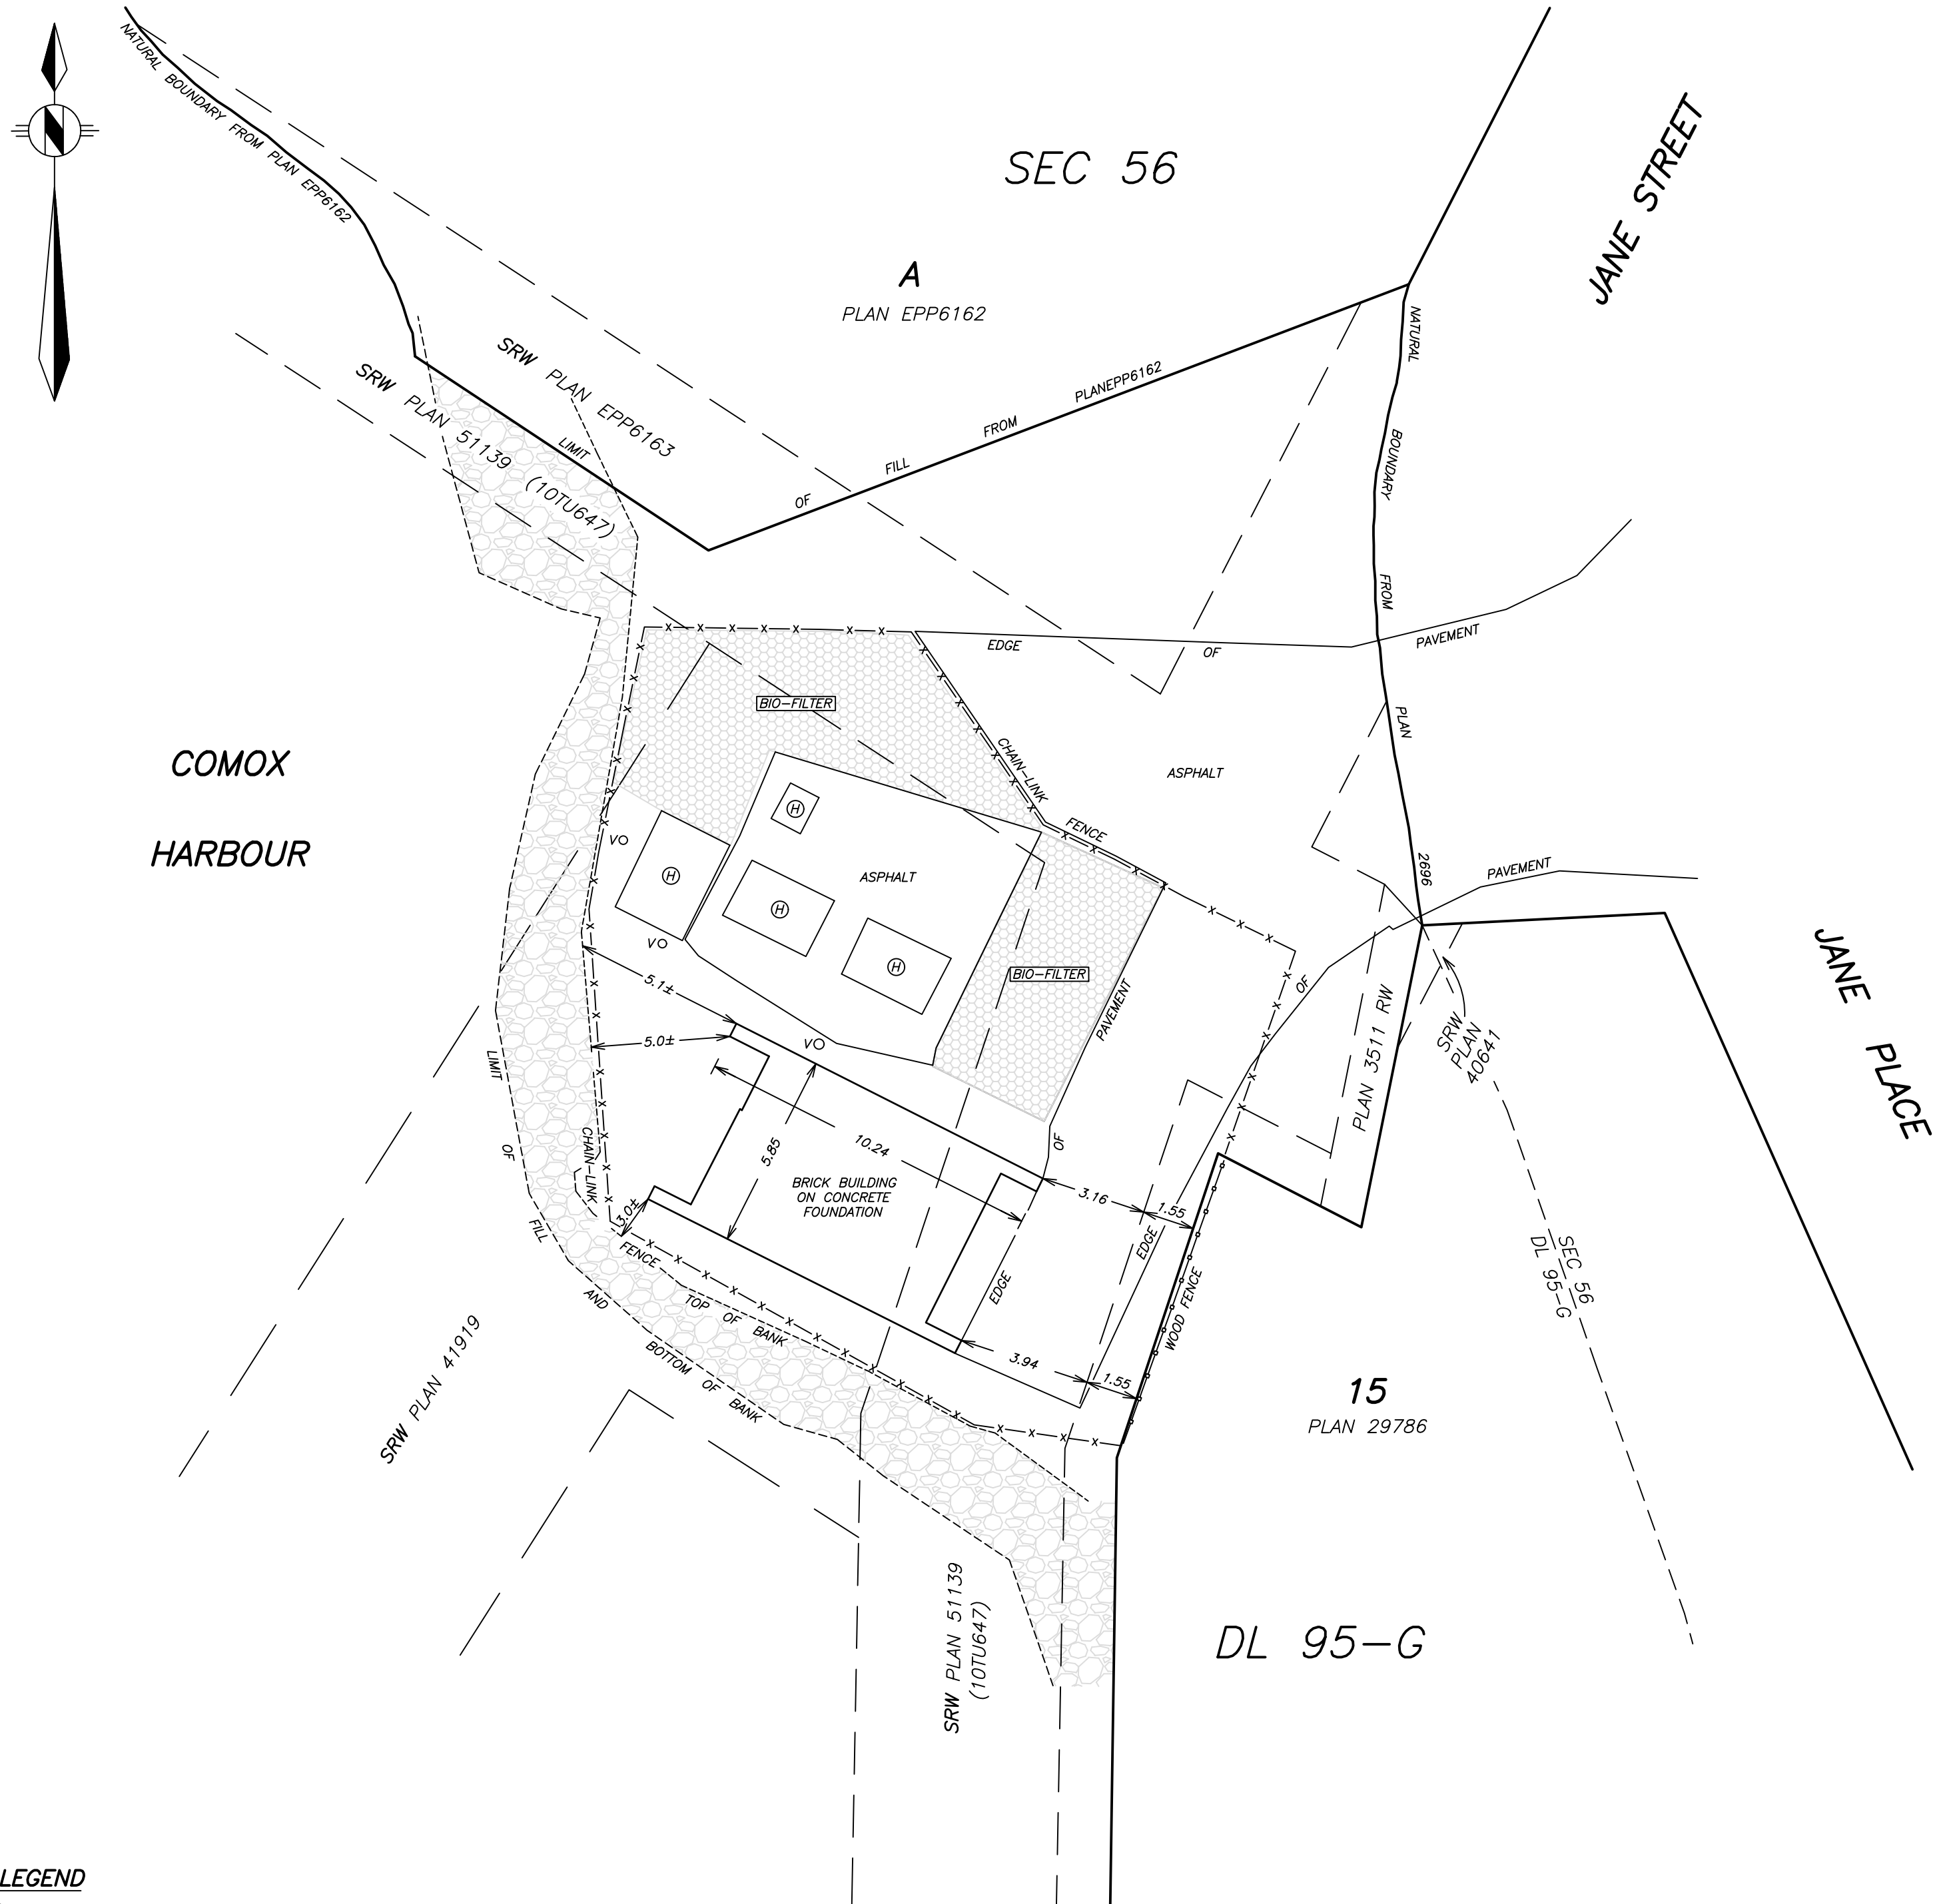 NATURAL BOUNDARY FROM PLAN EPP6162
SEC 56
JANE STREET
A
PLAN EPP6162
SRW PLAN EPP6163
SRW PLAN 51139 (10TU647)
LIMIT OF FILL FROM PLANEPP6162
NATURAL BOUNDARY FROM PLAN 2696
EDGE OF PAVEMENT
BIO-FILTER
CHAIN-LINK FENCE
ASPHALT
COMOX
HARBOUR
H
H
H
H
ASPHALT
VO
VO
VO
BIO-FILTER
EDGE OF PAVEMENT
EDGE OF PAVEMENT
JANE PLACE
PLAN 3511 RW
SRW
PLAN
40641
5.1±
5.0±
3.0±
5.85
10.24
3.16
1.55
3.94
1.55
BRICK BUILDING
ON CONCRETE
FOUNDATION
CHAIN LINK FENCE
LIMIT OF FILL AND BOTTOM OF BANK
TOP OF BANK
WOOD FENCE
SEC 56
DL 95-G
SRW PLAN 41919
15
PLAN 29786
SRW PLAN 51139
(10TU647)
DL 95-G
LEGEND